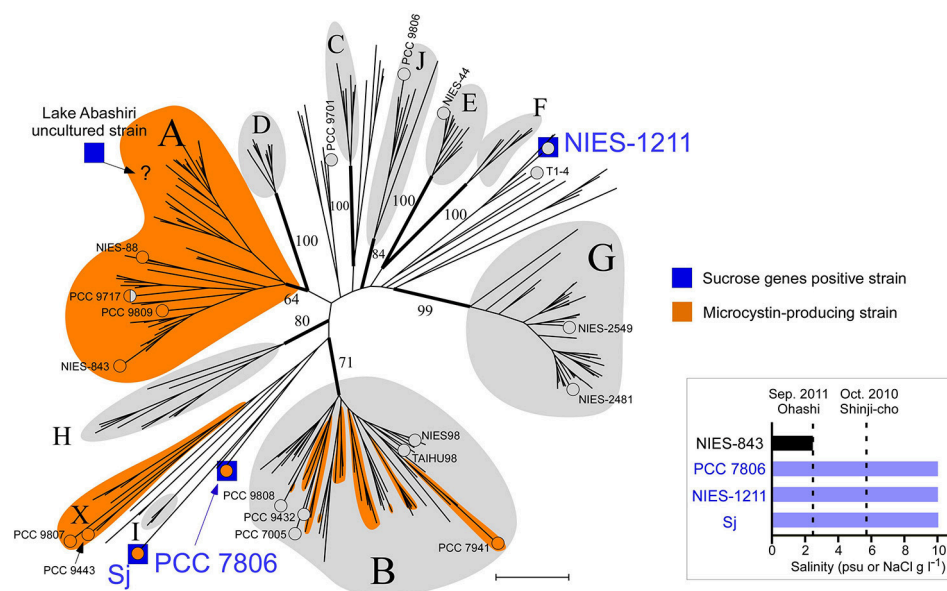 Lake Abashiri
uncultured strain
?
A
D
C
J
E
F
G
H
X
I
B
PCC 9701
PCC 9806
NIES-44
NIES-1211
T1-4
NIES-88
PCC 9717
PCC 9809
NIES-843
NIES-2549
NIES-2481
100
100
84
100
100
64
80
99
71
NIES98
TAIHU98
PCC 9808
PCC 9432
PCC 7005
PCC 7941
PCC 9807
PCC 9443
Sj
PCC 7806
Sucrose genes positive strain
Microcystin-producing strain
Sep. 2011
Ohashi
Oct. 2010
Shinji-cho
NIES-843
PCC 7806
NIES-1211
Sj
0 2 4 6 8 10
Salinity (psu or NaCl g l⁻¹)